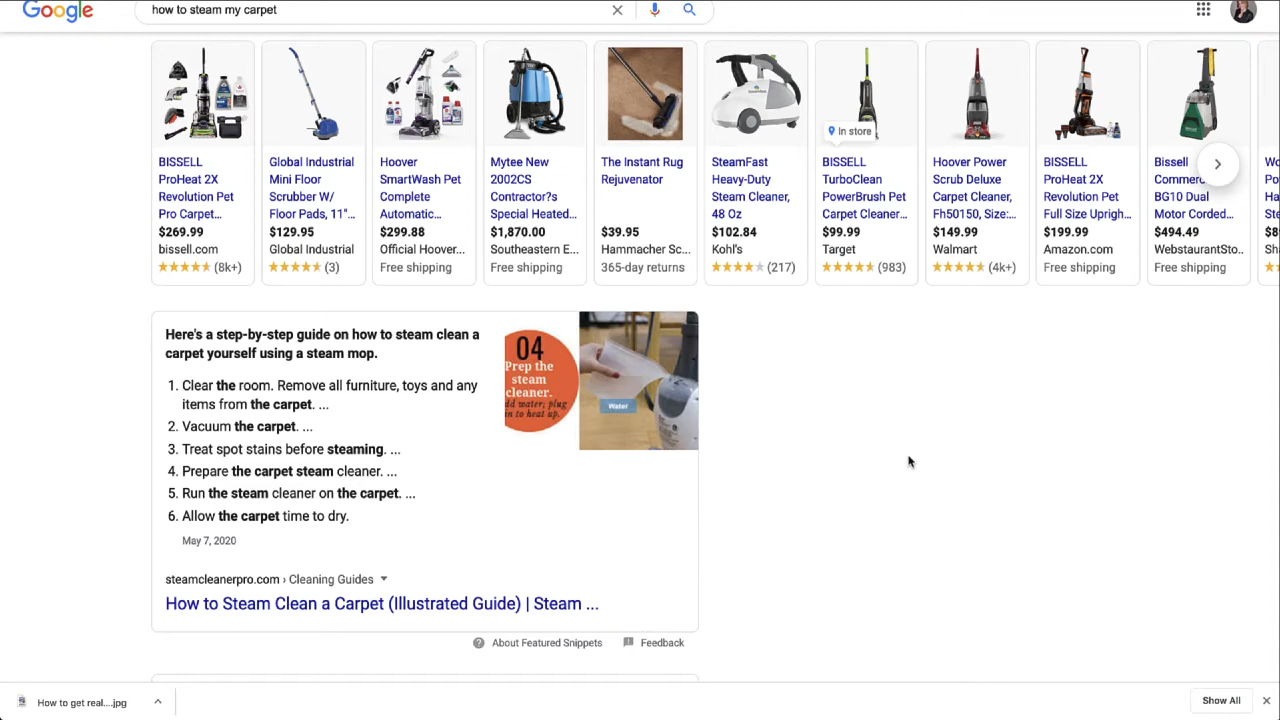 Google
how to steam my carpet
In store
BISSELL
ProHeat 2X
Revolution Pet
Pro Carpet...
$269.99
bissell.com
(8k+)
Global Industrial
Mini Floor
Scrubber W/
Floor Pads, 11"...
$129.95
Global Industrial
(3)
Hoover
SmartWash Pet
Complete
Automatic...
$299.88
Official Hoover...
Free shipping
Mytee New
2002CS
Contractor?s
Special Heated...
$1,870.00
Southeastern E...
Free shipping
The Instant Rug
Rejuvenator
$39.95
Hammacher Sc...
365-day returns
SteamFast
Heavy-Duty
Steam Cleaner,
48 Oz
$102.84
Kohl's
(217)
BISSELL
TurboClean
PowerBrush Pet
Carpet Cleaner...
$99.99
Target
(983)
Hoover Power
Scrub Deluxe
Carpet Cleaner,
Fh50150, Size:...
$149.99
Walmart
(4k+)
BISSELL
ProHeat 2X
Revolution Pet
Full Size Uprigh...
$199.99
Amazon.com
Free shipping
Bissell
Commerc
BG10 Dual
Motor Corded...
$494.49
WebstaurantSto..
Free shipping
Here's a step-by-step guide on how to steam clean a
carpet yourself using a steam mop.
1. Clear the room. Remove all furniture, toys and any
items from the carpet. ...
2. Vacuum the carpet. ...
3. Treat spot stains before steaming. ...
4. Prepare the carpet steam cleaner. ...
5. Run the steam cleaner on the carpet. ...
6. Allow the carpet time to dry.
May 7, 2020
04
Prep the
steam
cleaner.
dd water; plug
in to heat up.
Water
steamcleanerpro.com › Cleaning Guides
How to Steam Clean a Carpet (Illustrated Guide) | Steam ...
About Featured Snippets
Feedback
How to get real....jpg
Show All